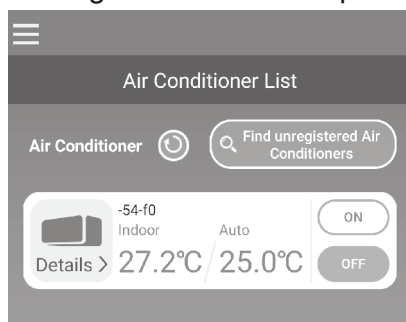 Air Conditioner List
Air Conditioner
Find unregistered Air
Conditioners
-54-f0
Indoor
Auto
27.2℃
25.0℃
Details >
ON
OFF